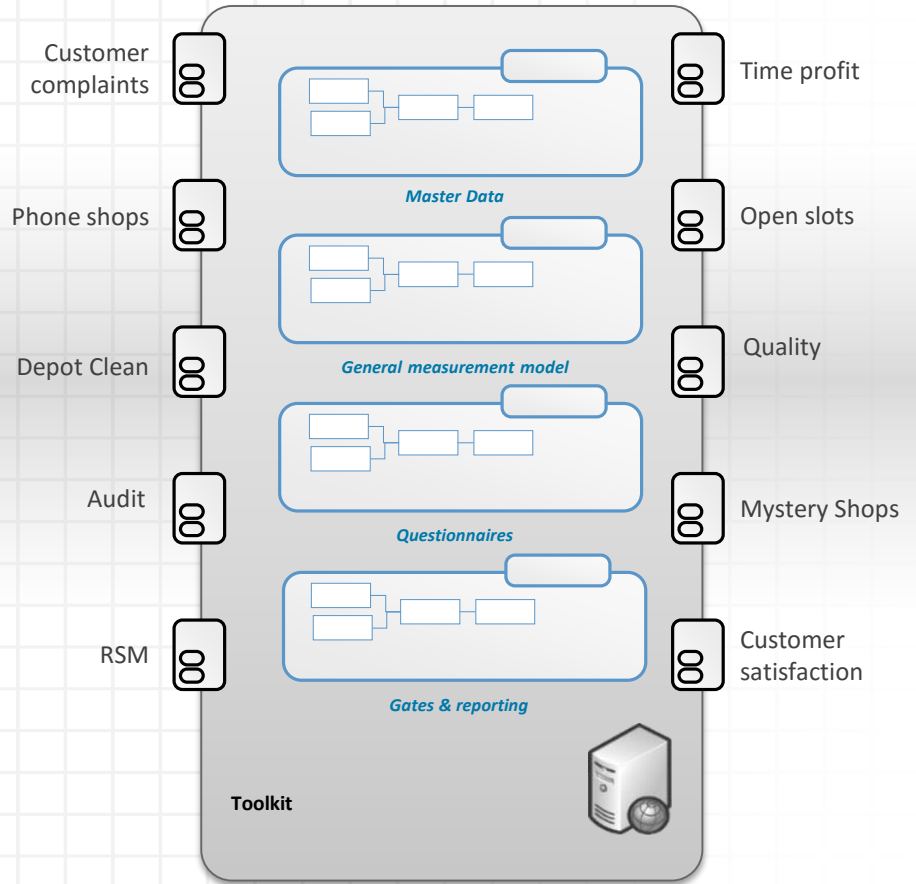 Customer
complaints
Time profit
Master Data
Phone shops
Open slots
Depot Clean
General measurement model
Quality
Audit
Questionnaires
Mystery Shops
RSM
Customer
satisfaction
Gates & reporting
Toolkit